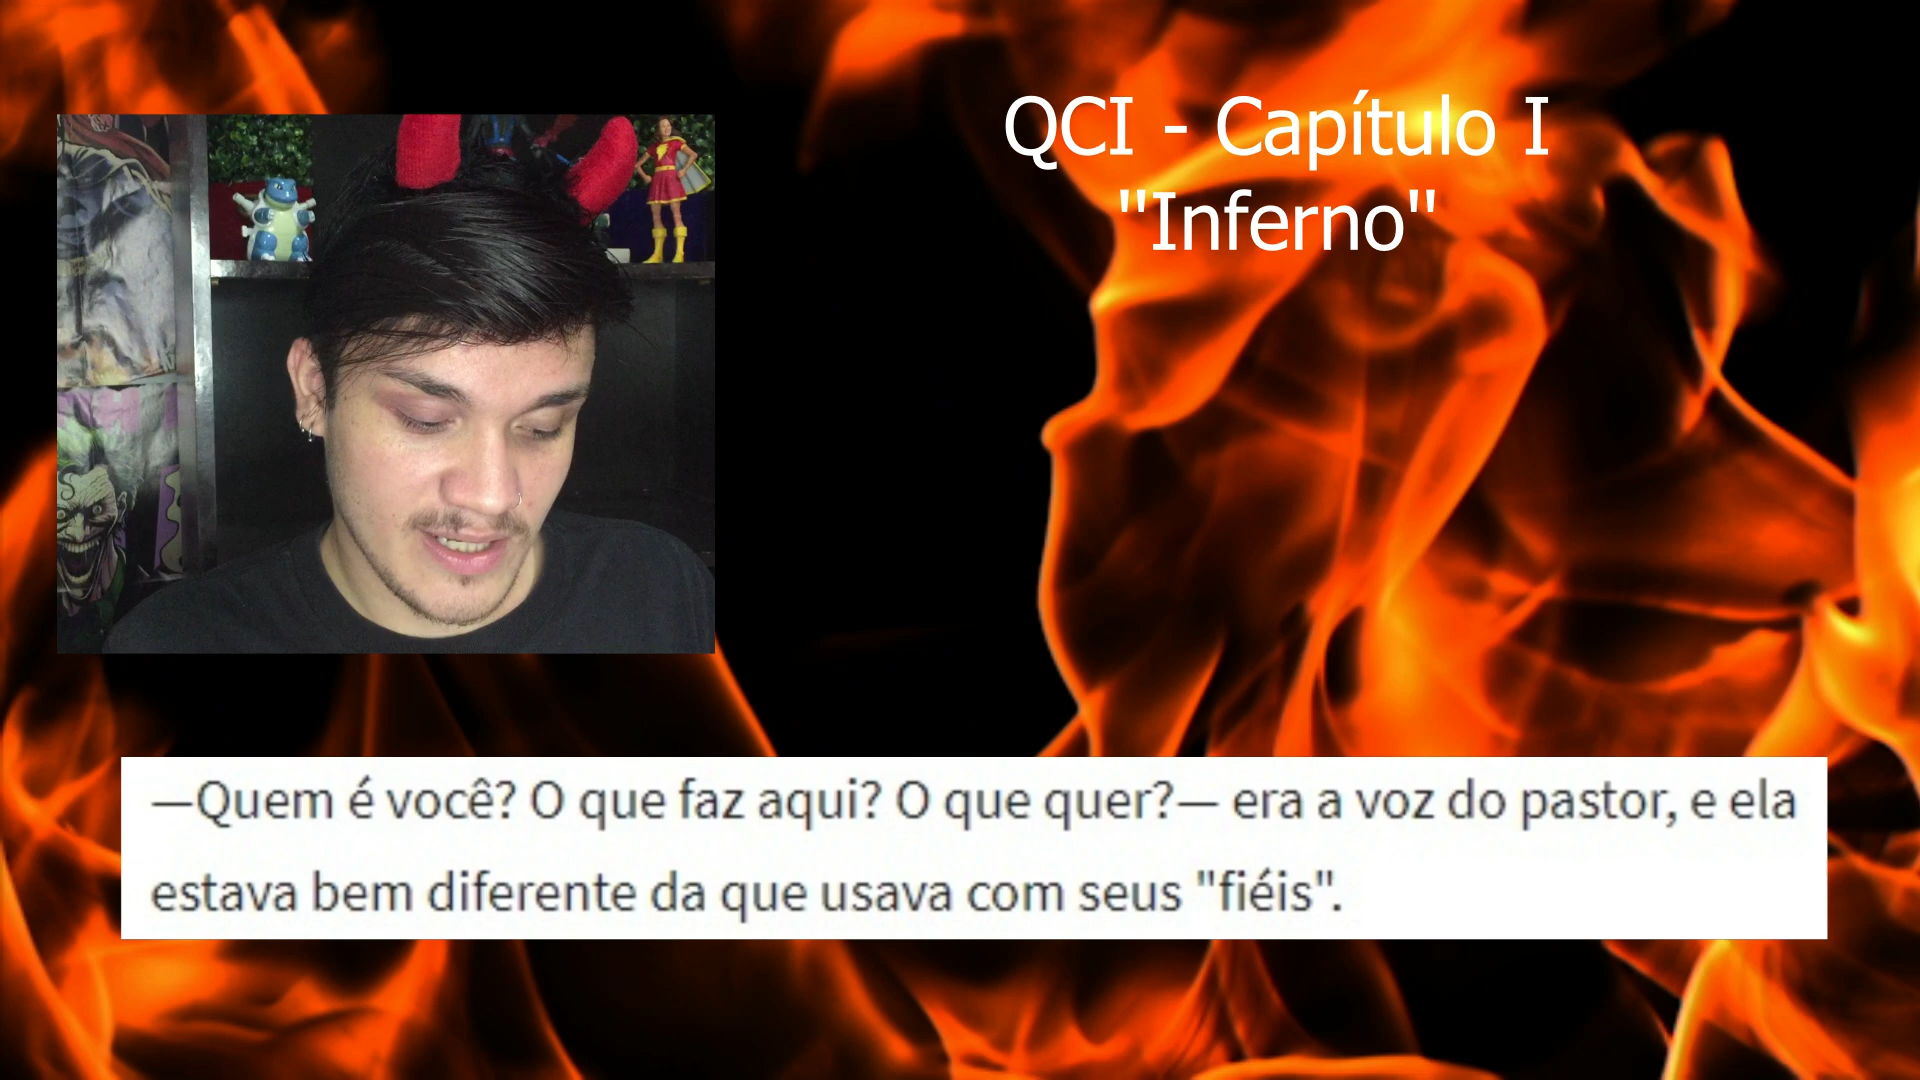 QCI - Capítulo I
"Inferno"
—Quem é você? O que faz aqui? O que quer?— era a voz do pastor, e ela
estava bem diferente da que usava com seus "fiéis".